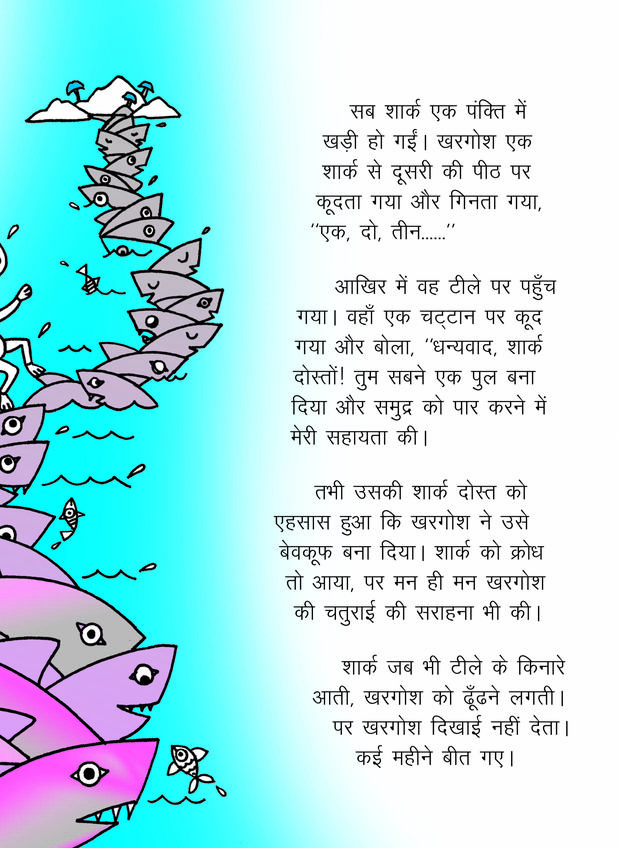 सब शार्क एक पंक्ति में
खड़ी हो गईं। खरगोश एक
शार्क से दूसरी की पीठ पर
कूदता गया और गिनता गया,
“एक, दो, तीन......”
आखिर में वह टीले पर पहुँच
गया। वहाँ एक चट्टान पर कूद
गया और बोला, “धन्यवाद, शार्क
दोस्तों! तुम सबने एक पुल बना
दिया और समुद्र को पार करने में
मेरी सहायता की।
तभी उसकी शार्क दोस्त को
एहसास हुआ कि खरगोश ने उसे
बेवकूफ बना दिया। शार्क को क्रोध
तो आया, पर मन ही मन खरगोश
की चतुराई की सराहना भी की।
शार्क जब भी टीले के किनारे
आती, खरगोश को ढूँढने लगती।
पर खरगोश दिखाई नहीं देता।
कई महीने बीत गए।